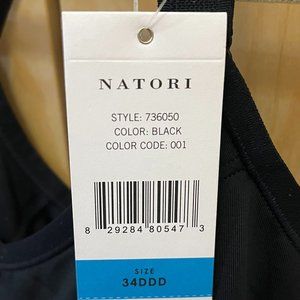 NATORI
STYLE: 736050
COLOR: BLACK
COLOR CODE: 001
8 29284 80547 3
SIZE
34DDD